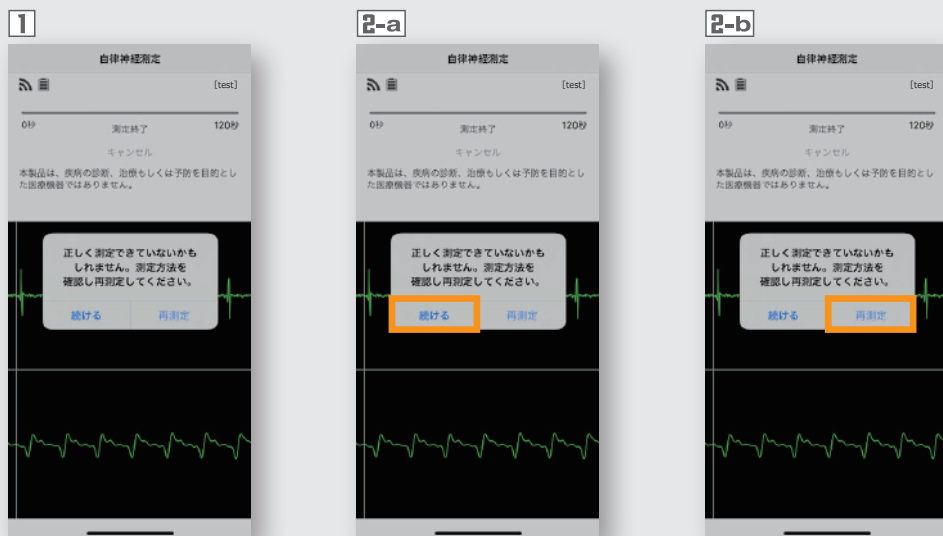 1
自律神経測定
[test]
0秒
測定終了
120秒
キャンセル
本製品は、疾病の診断、治療もしくは予防を目的とし
た医療機器ではありません。
正しく測定できていないかも
しれません。測定方法を
確認し再測定してください。
続ける
再測定
2-a
自律神経測定
[test]
0秒
測定終了
120秒
キャンセル
本製品は、疾病の診断、治療もしくは予防を目的とし
た医療機器ではありません。
正しく測定できていないかも
しれません。測定方法を
確認し再測定してください。
続ける
再測定
2-b
自律神経測定
[test]
0秒
測定終了
120秒
キャンセル
本製品は、疾病の診断、治療もしくは予防を目的とし
た医療機器ではありません。
正しく測定できていないかも
しれません。測定方法を
確認し再測定してください。
続ける
再測定